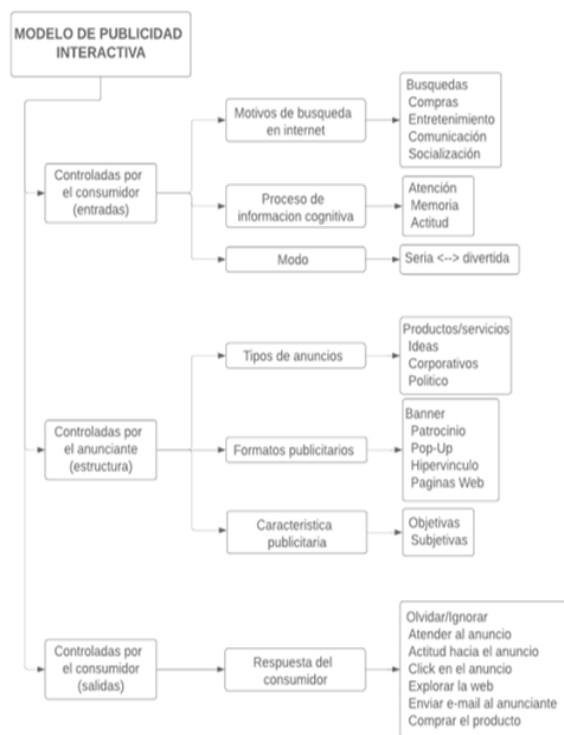 MODELO DE PUBLICIDAD
INTERACTIVA
Controladas por
el consumidor
(entradas)
Motivos de busqueda
en internet
Busquedas
Compras
Entretenimiento
Comunicación
Socialización
Proceso de
informacion cognitiva
Atención
Memoria
Actitud
Modo
Seria <--> divertida
Controladas por
el anunciante
(estructura)
Tipos de anuncios
Productos/servicios
Ideas
Corporativos
Politico
Formatos publicitarios
Banner
Patrocinio
Pop-Up
Hipervinculo
Paginas Web
Caracteristica
publicitaria
Objetivas
Subjetivas
Controladas por
el consumidor
(salidas)
Respuesta del
consumidor
Olvidar/Ignorar
Atender al anuncio
Actitud hacia el anuncio
Click en el anuncio
Explorar la web
Enviar e-mail al anunciante
Comprar el producto